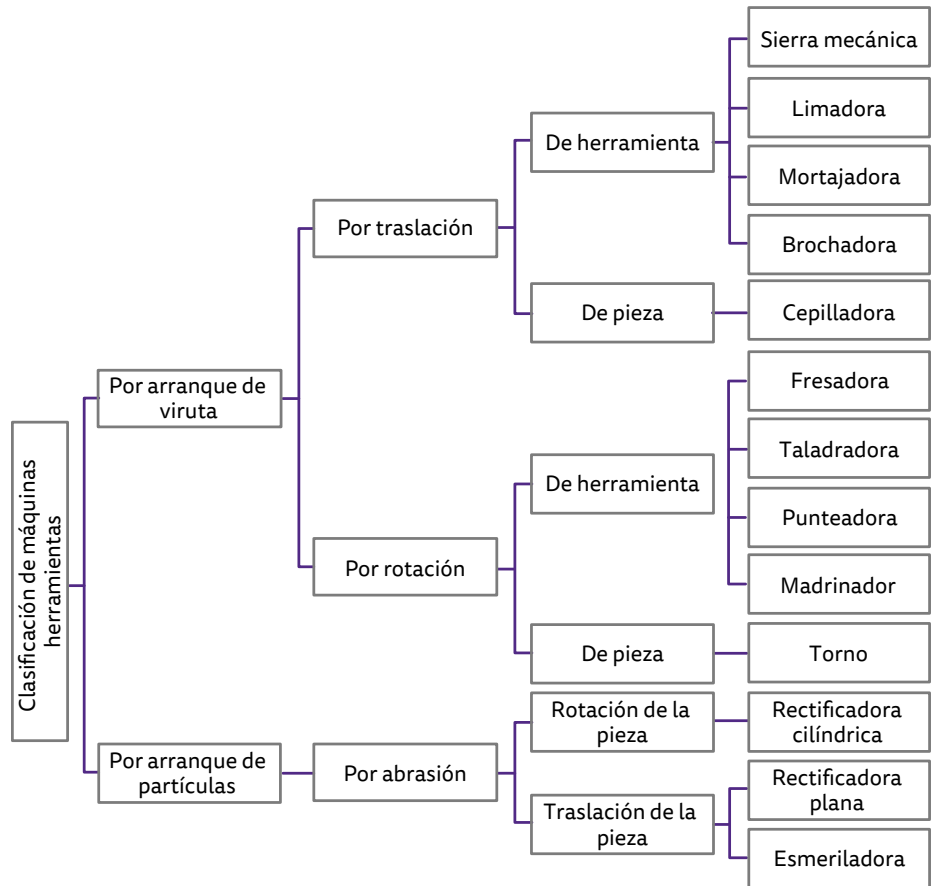 Clasificación de máquinas
herramientas
Por arranque de
viruta
Por traslación
De herramienta
Sierra mecánica
Limadora
Mortajadora
Brochadora
De pieza
Cepilladora
Por rotación
De herramienta
Fresadora
Taladradora
Punteadora
Madrinador
De pieza
Torno
Por arranque de
partículas
Por abrasión
Rotación de la
pieza
Rectificadora
cilíndrica
Traslación de la
pieza
Rectificadora
plana
Esmeriladora